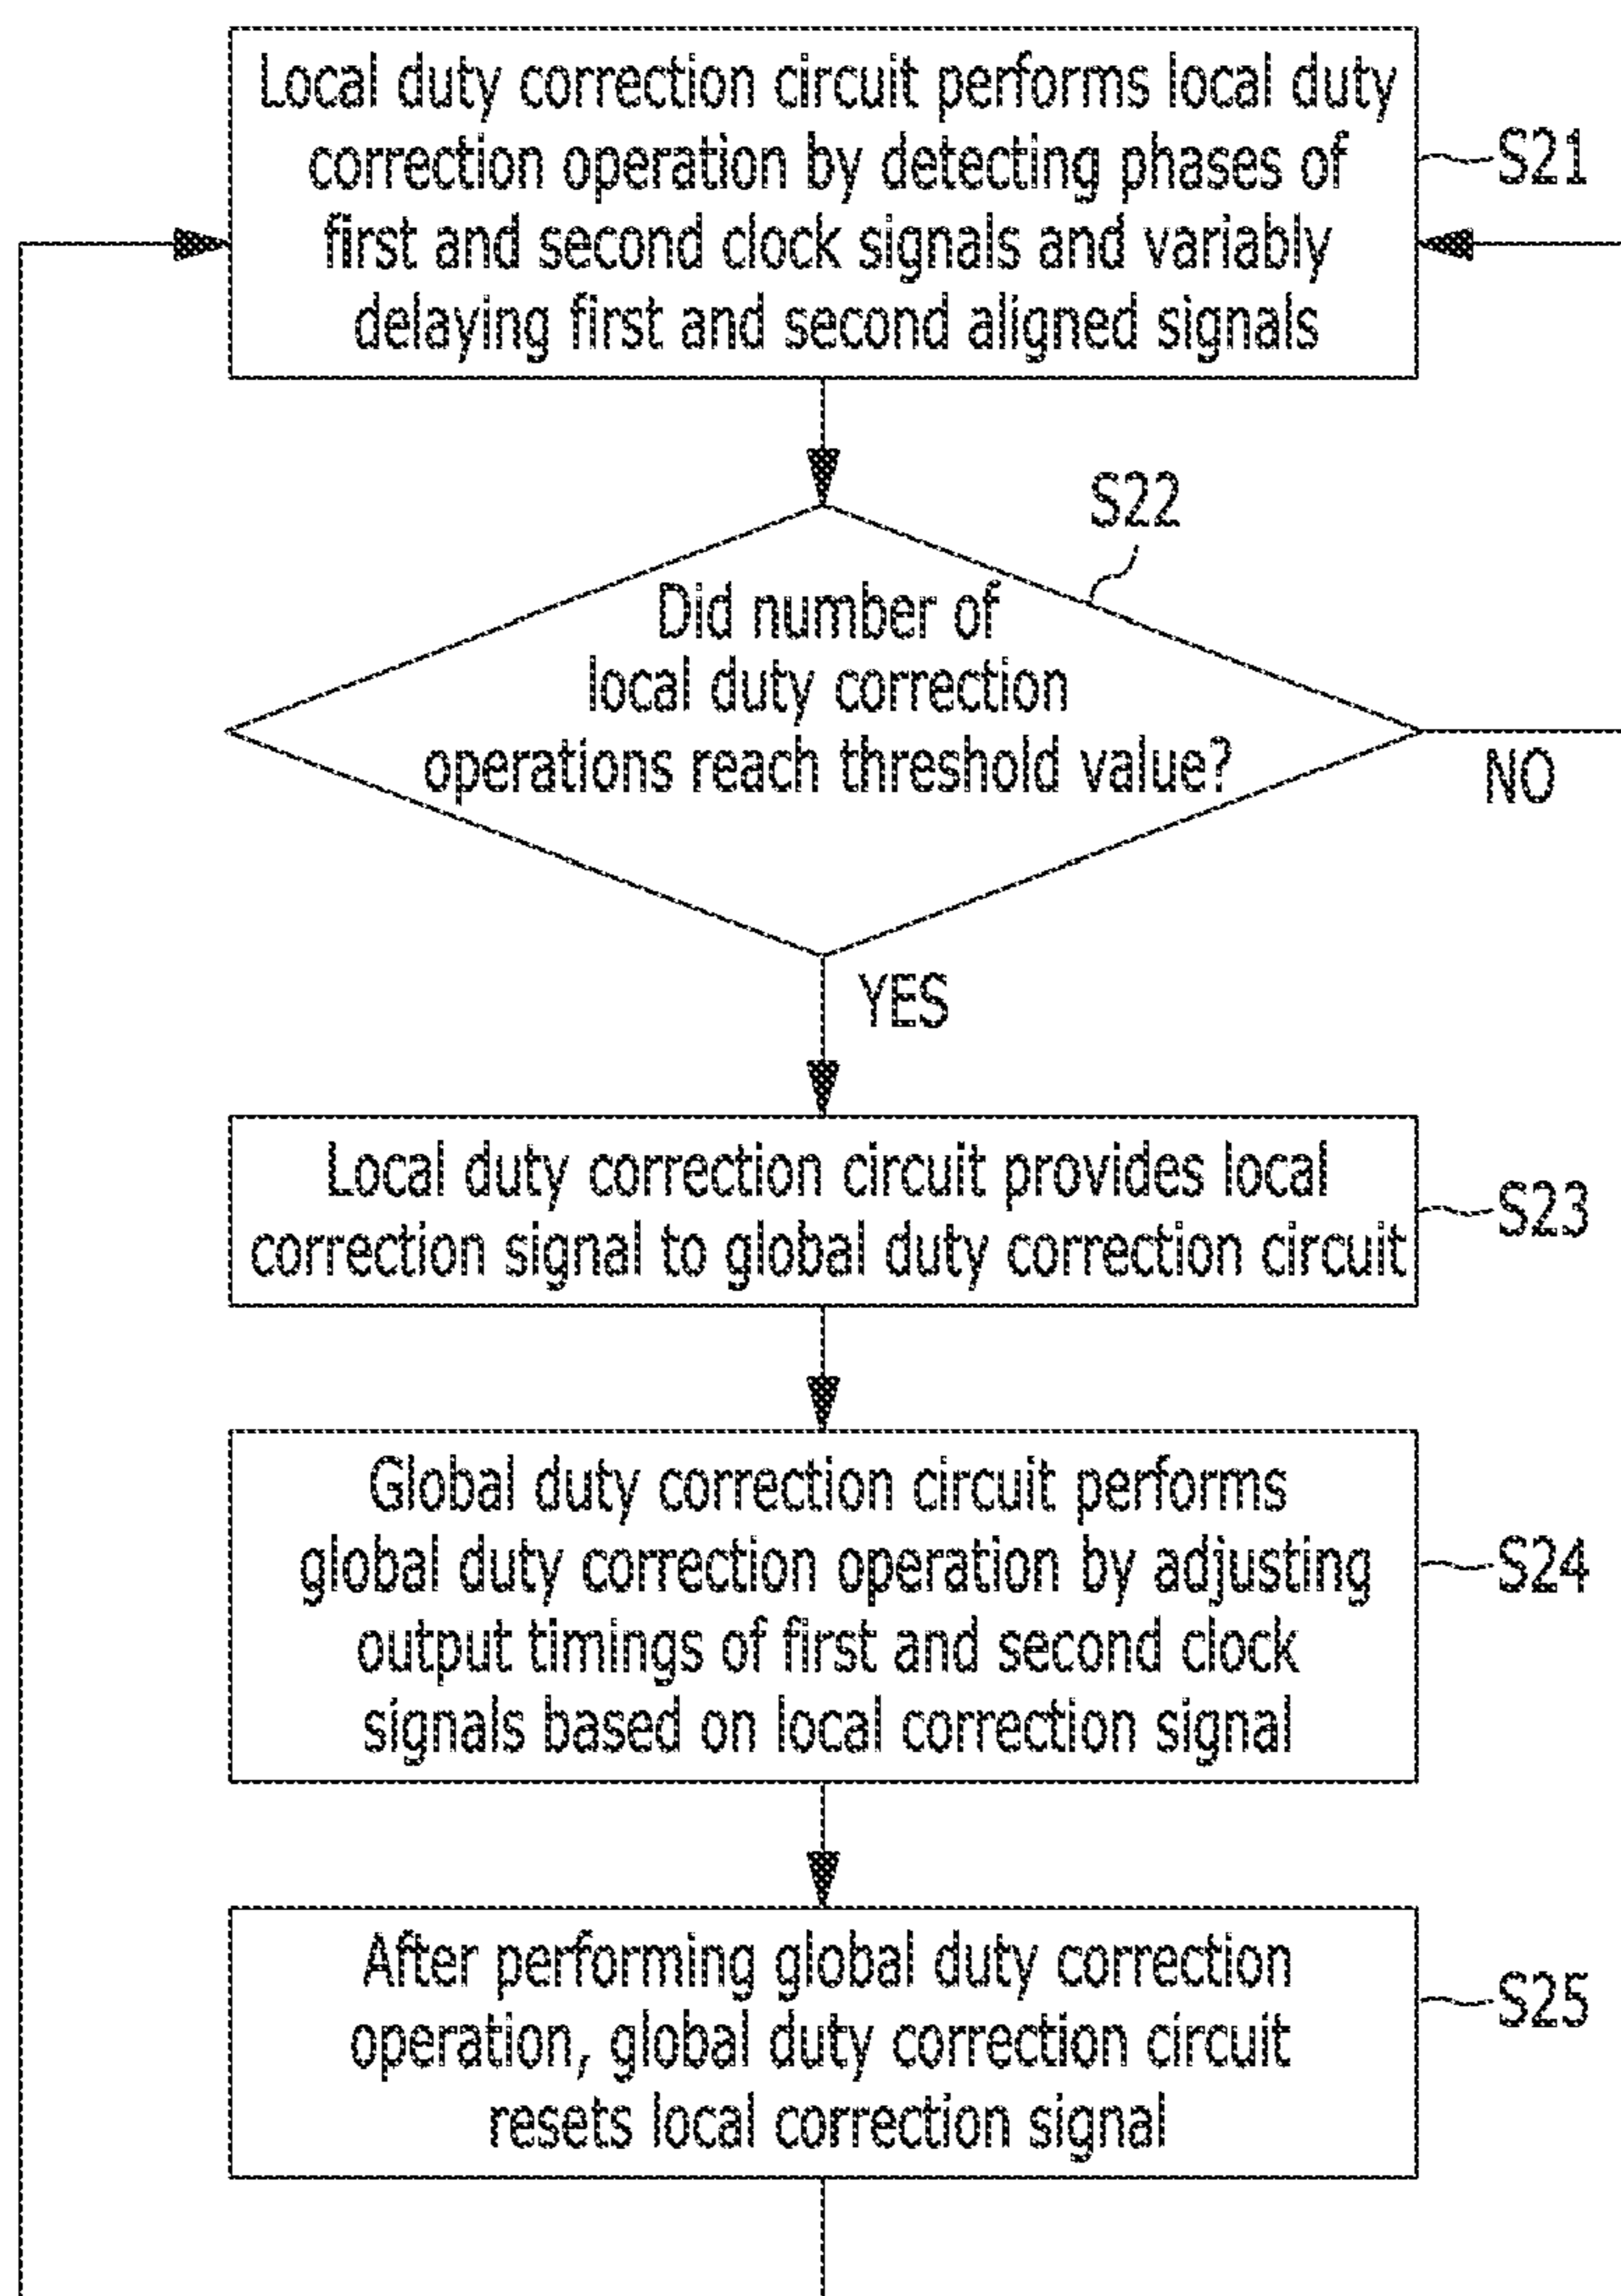 Local duty correction circuit performs local duty
correction operation by detecting phases of
first and second clock signals and variably
delaying first and second aligned signals
S21
S22
Did number of
local duty correction
operations reach threshold value?
NO
YES
Local duty correction circuit provides local
correction signal to global duty correction circuit
S23
Global duty correction circuit performs
global duty correction operation by adjusting
output timings of first and second clock
signals based on local correction signal
S24
After performing global duty correction
operation, global duty correction circuit
resets local correction signal
S25